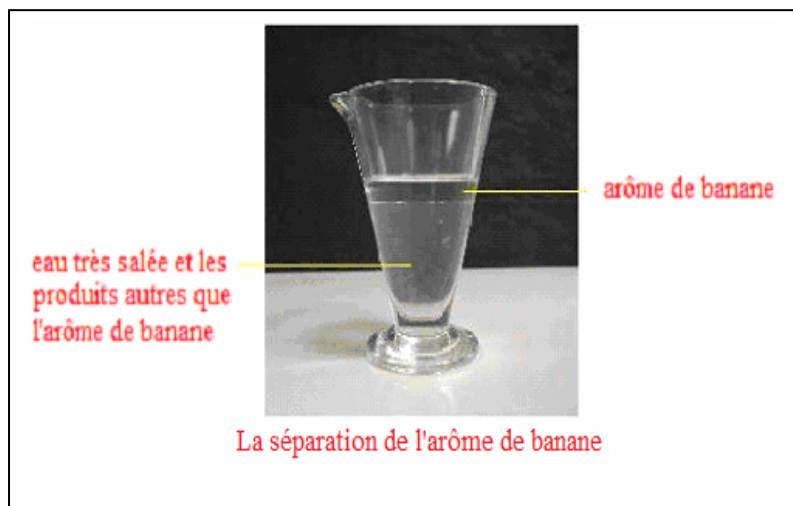 arôme de banane
eau très salée et les
produits autres que
l'arôme de banane
La séparation de l'arôme de banane